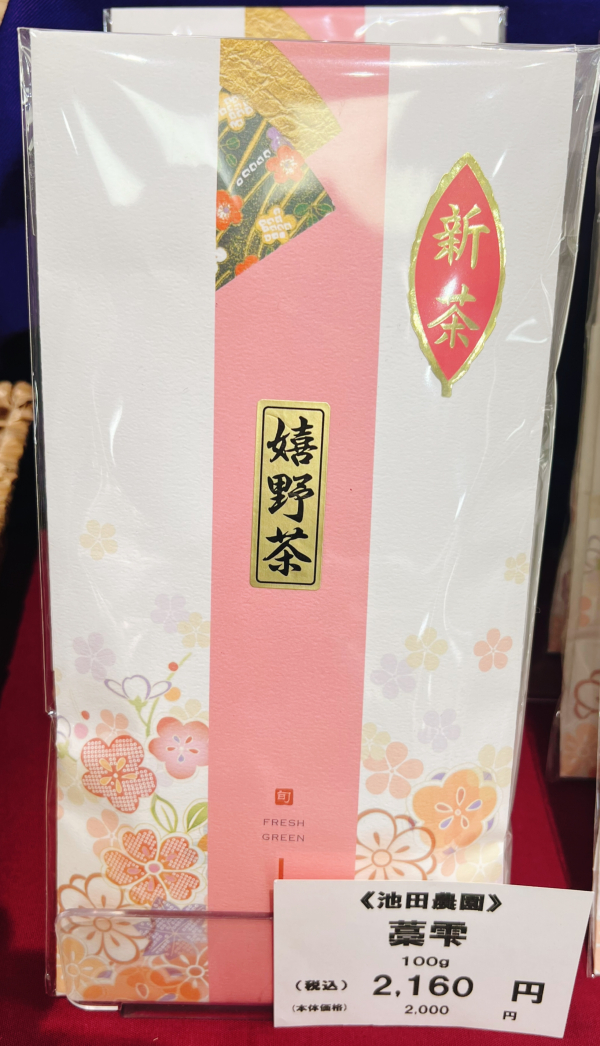 新茶
嬉野茶
旬
FRESH
GREEN
《池田農園》
藁雫
100g
(税込) 2,160 円
(本体価格) 2,000 円